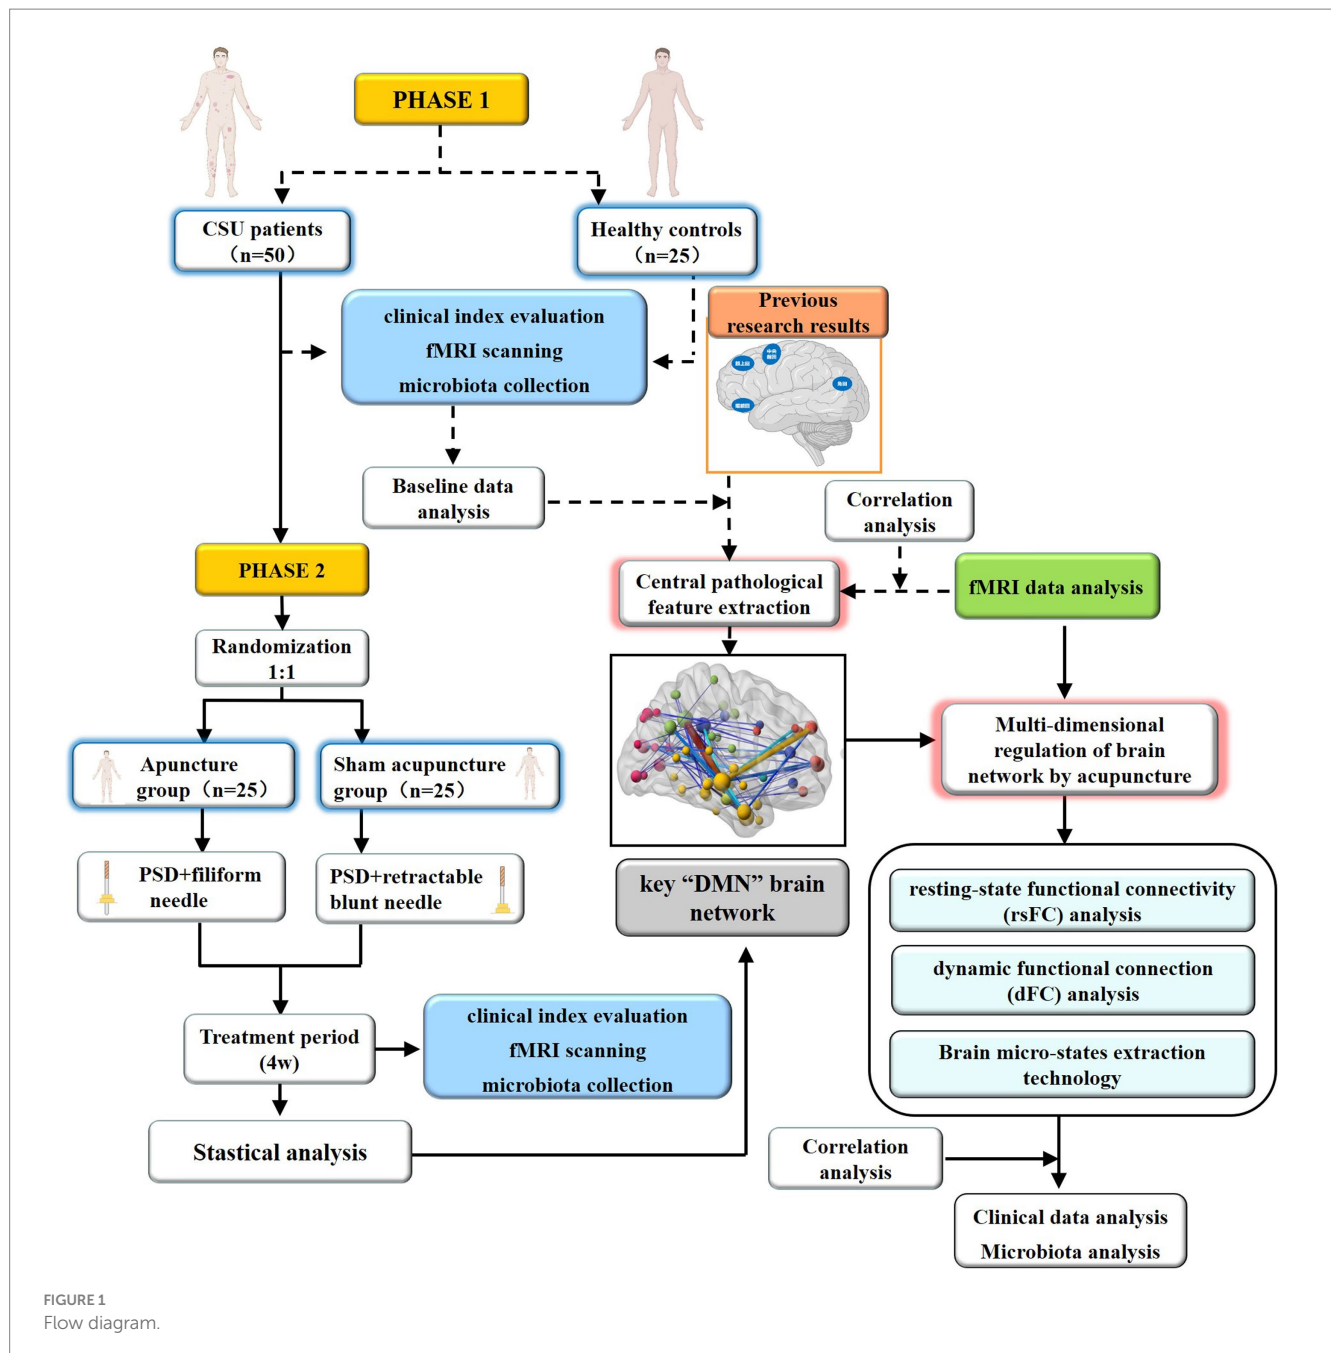 PHASE 1
CSU patients
（n=50）
Healthy controls
（n=25）
clinical index evaluation
fMRI scanning
microbiota collection
Previous
research results
Baseline data
analysis
Correlation
analysis
PHASE 2
Central pathological
feature extraction
fMRI data analysis
Randomization
1:1
Apuncture
group（n=25）
Sham acupuncture
group（n=25）
Multi-dimensional
regulation of brain
network by acupuncture
PSD+filiform
needle
PSD+retractable
blunt needle
key “DMN” brain
network
resting-state functional connectivity
(rsFC) analysis
dynamic functional connection
(dFC) analysis
Brain micro-states extraction
technology
Treatment period
(4w)
clinical index evaluation
fMRI scanning
microbiota collection
Stastical analysis
Correlation
analysis
Clinical data analysis
Microbiota analysis
FIGURE 1
Flow diagram.